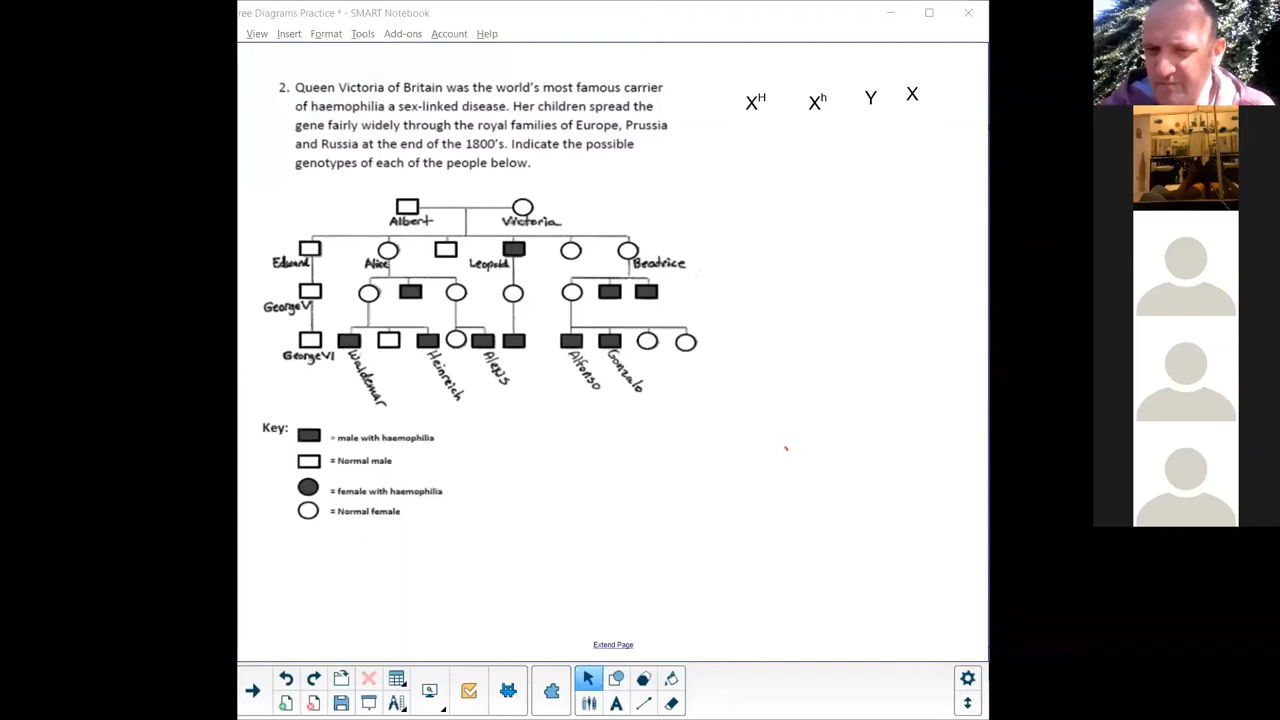 ree Diagrams Practice * - SMART Notebook
View Insert Format Tools Add-ons Account Help
2. Queen Victoria of Britain was the world's most famous carrier
of haemophilia a sex-linked disease. Her children spread the
gene fairly widely through the royal families of Europe, Prussia
and Russia at the end of the 1800's. Indicate the possible
genotypes of each of the people below.
X^H X^h Y X
Albert Victoria
Edward Alice Leopold Beatrice
George V
George VI Waldemar Heinrich Alexis Alfonso Gonzalo
Key:
= male with haemophilia
= Normal male
= female with haemophilia
= Normal female
Extend Page
A